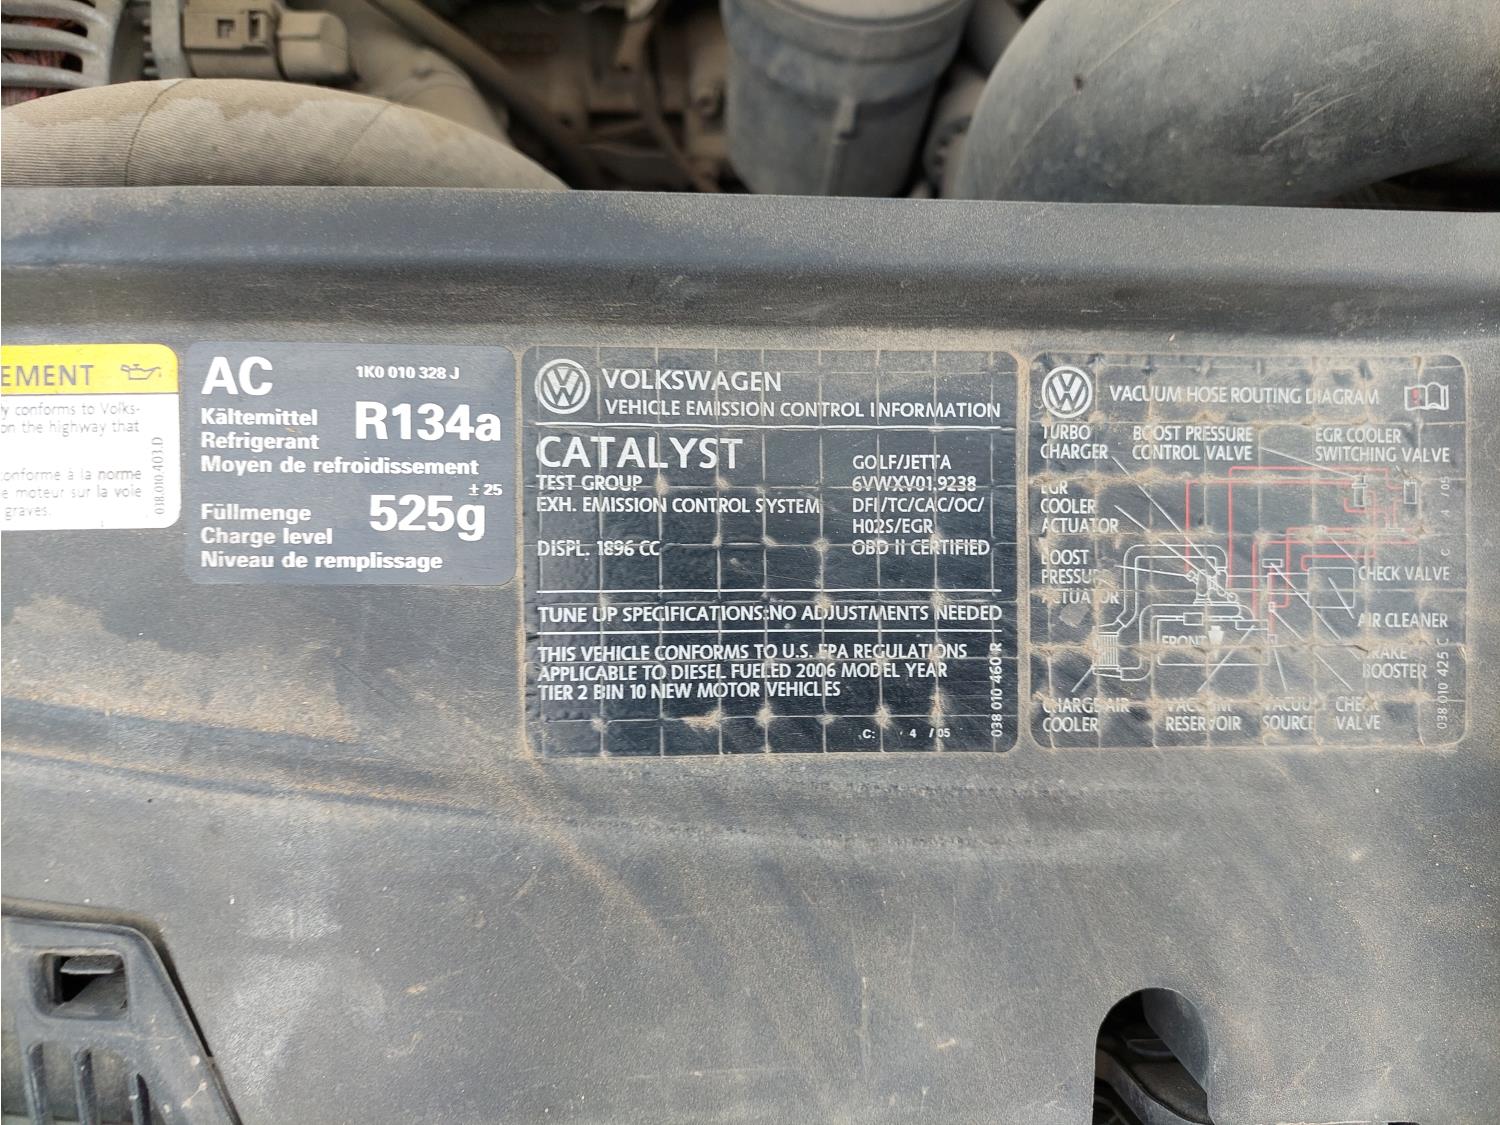 EMENT
y conforms to Volks-
on the highway that
conforme à la norme
e moteur sur la voie
graves.
038.010.403.D
AC
1K0 010 328 J
Kältemittel
Refrigerant
R134a
Moyen de refroidissement
± 25
Füllmenge
Charge level
525g
Niveau de remplissage
VOLKSWAGEN
VEHICLE EMISSION CONTROL INFORMATION
CATALYST
GOLF/JETTA
TEST GROUP
6VWXV01.9238
EXH. EMISSION CONTROL SYSTEM
DFI/TC/CAC/OC/
HO2S/EGR
DISPL. 1896 CC
OBD II CERTIFIED
TUNE UP SPECIFICATIONS:NO ADJUSTMENTS NEEDED
THIS VEHICLE CONFORMS TO U.S. EPA REGULATIONS
APPLICABLE TO DIESEL FUELED 2006 MODEL YEAR
TIER 2 BIN 10 NEW MOTOR VEHICLES
C: 4 / 05
038 010 460 R
VACUUM HOSE ROUTING DIAGRAM
TURBO
CHARGER
BOOST PRESSURE
CONTROL VALVE
EGR COOLER
SWITCHING VALVE
EGR
COOLER
ACTUATOR
BOOST
PRESSURE
ACTUATOR
CHECK VALVE
AIR CLEANER
FRONT
BRAKE
BOOSTER
CHARGE AIR
COOLER
VACUUM
RESERVOIR
VACUUM
SOURCE
CHECK
VALVE
C: 4 / 05
038 010 425 C